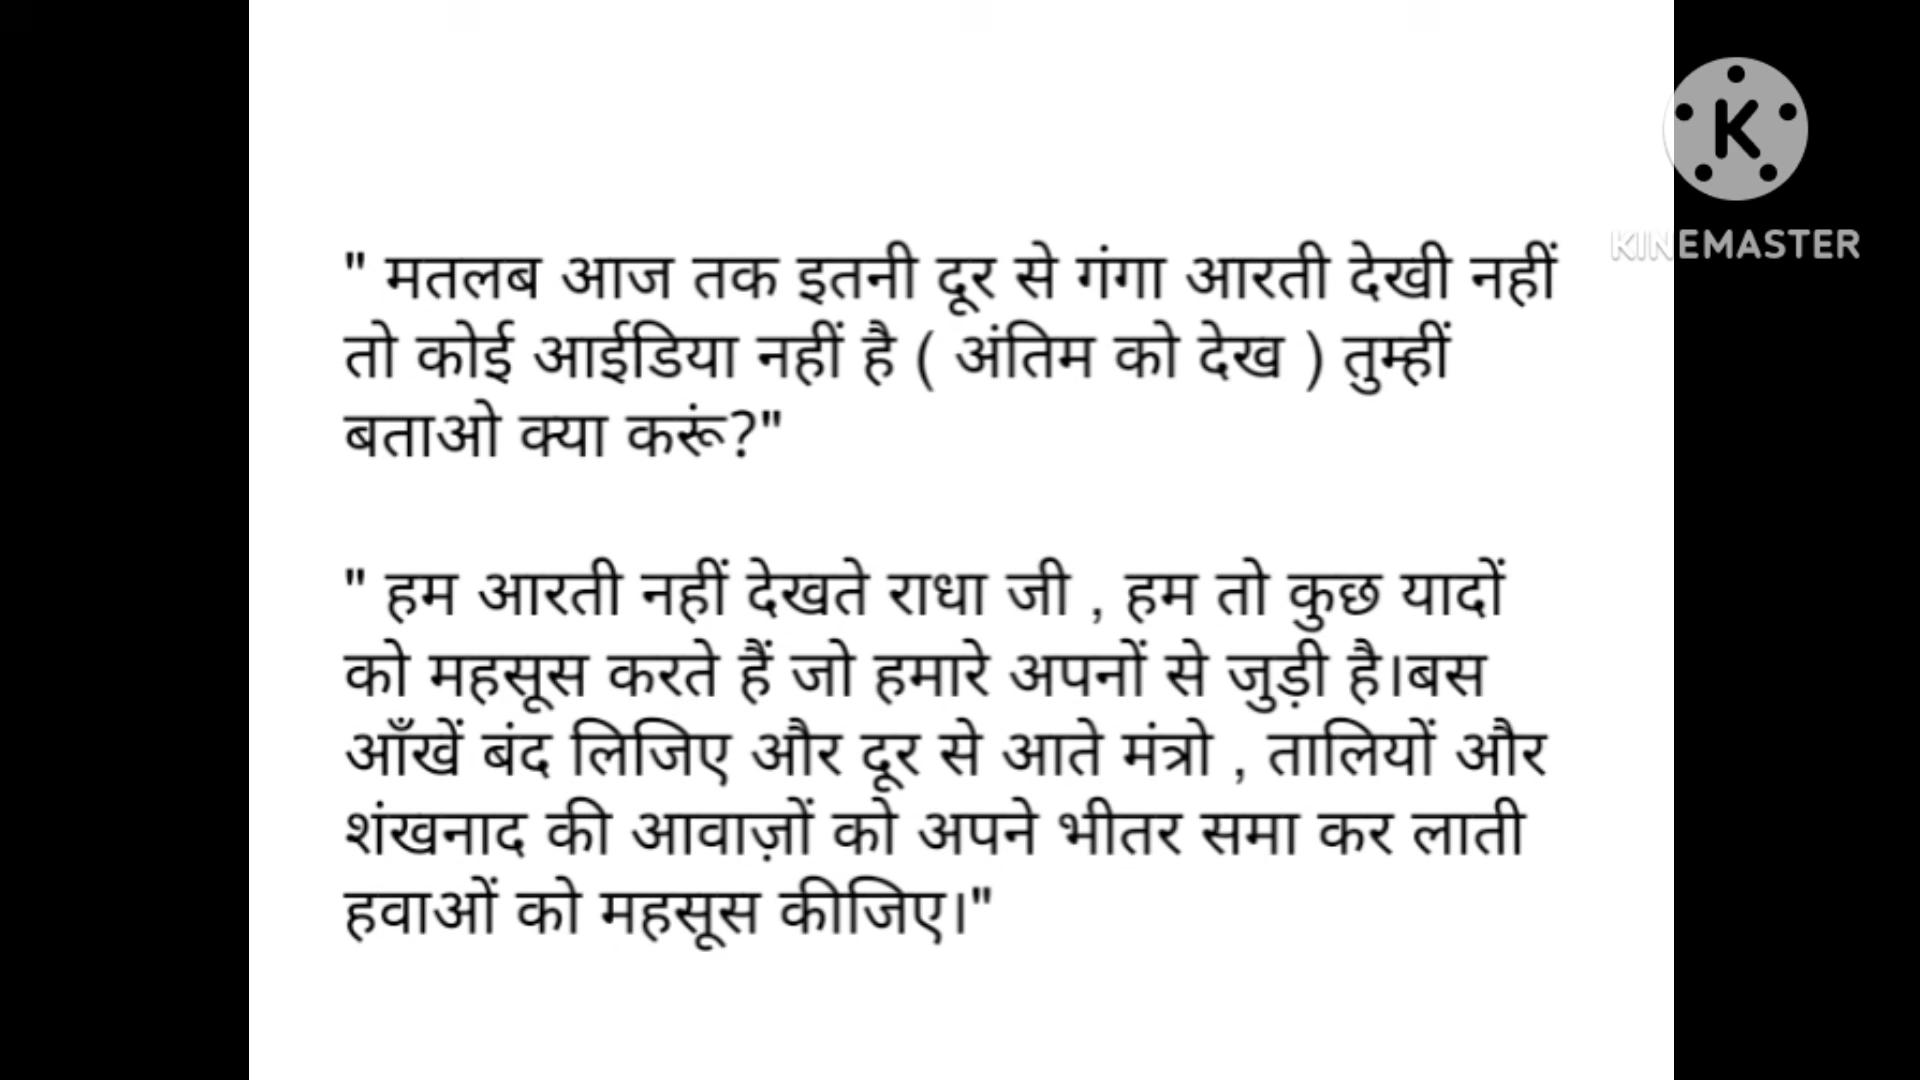 " मतलब आज तक इतनी दूर से गंगा आरती देखी नहीं
तो कोई आईडिया नहीं है ( अंतिम को देख ) तुम्हीं
बताओ क्या करूं?"
" हम आरती नहीं देखते राधा जी , हम तो कुछ यादों
को महसूस करते हैं जो हमारे अपनों से जुड़ी है।बस
आँखें बंद लिजिए और दूर से आते मंत्रो , तालियों और
शंखनाद की आवाज़ों को अपने भीतर समा कर लाती
हवाओं को महसूस कीजिए।"
K
KINEMASTER